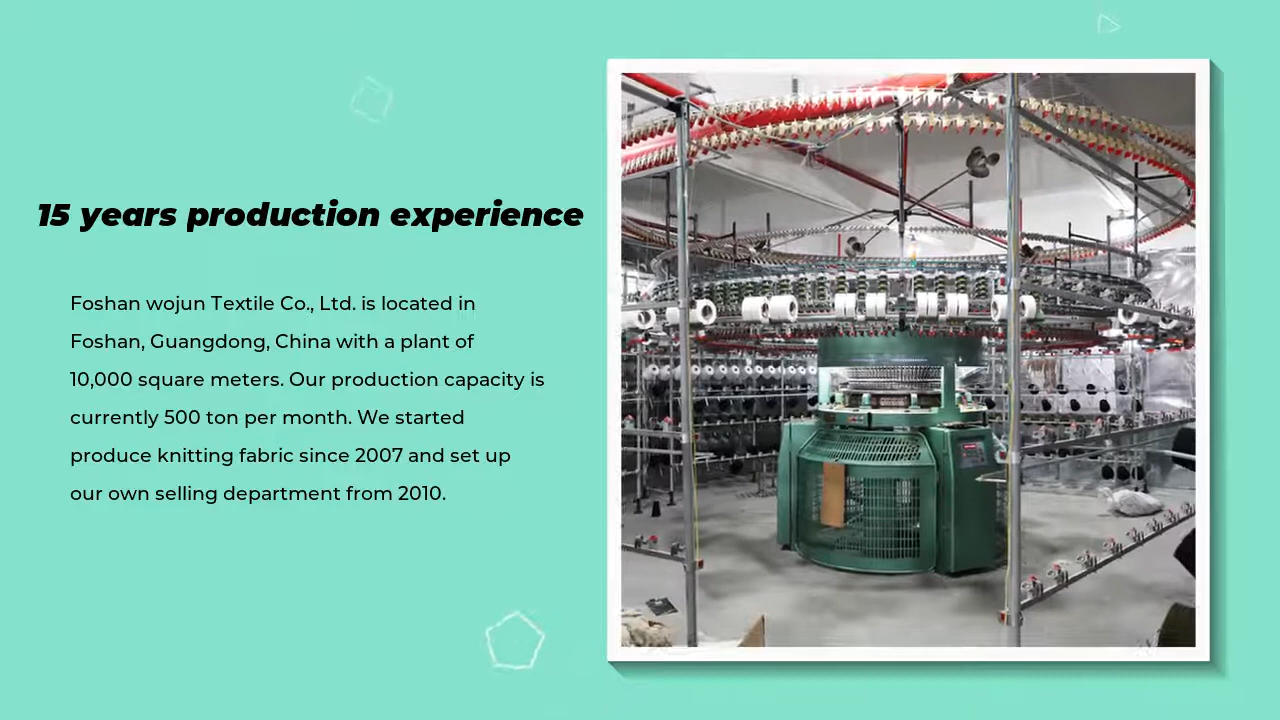 15 years production experience
Foshan wojun Textile Co., Ltd. is located in
Foshan, Guangdong, China with a plant of
10,000 square meters. Our production capacity is
currently 500 ton per month. We started
produce knitting fabric since 2007 and set up
our own selling department from 2010.